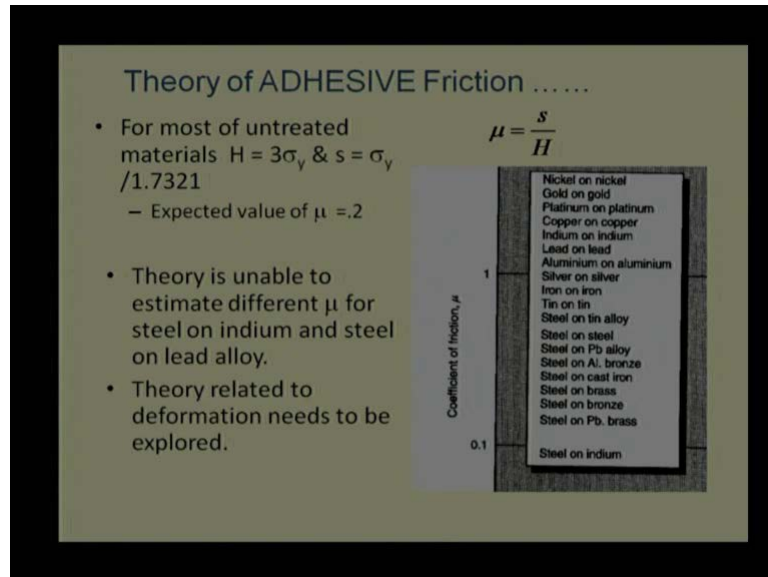 Theory of ADHESIVE Friction ……
• For most of untreated
materials H = 3σy & s = σy
/1.7321
– Expected value of μ =.2
• Theory is unable to
estimate different μ for
steel on indium and steel
on lead alloy.
• Theory related to
deformation needs to be
explored.
μ = s/H
Coefficient of friction, μ
1
0.1
Nickel on nickel
Gold on gold
Platinum on platinum
Copper on copper
Indium on indium
Lead on lead
Aluminium on aluminium
Silver on silver
Iron on iron
Tin on tin
Steel on tin alloy
Steel on steel
Steel on Pb alloy
Steel on Al. bronze
Steel on cast iron
Steel on brass
Steel on bronze
Steel on Pb. brass
Steel on indium